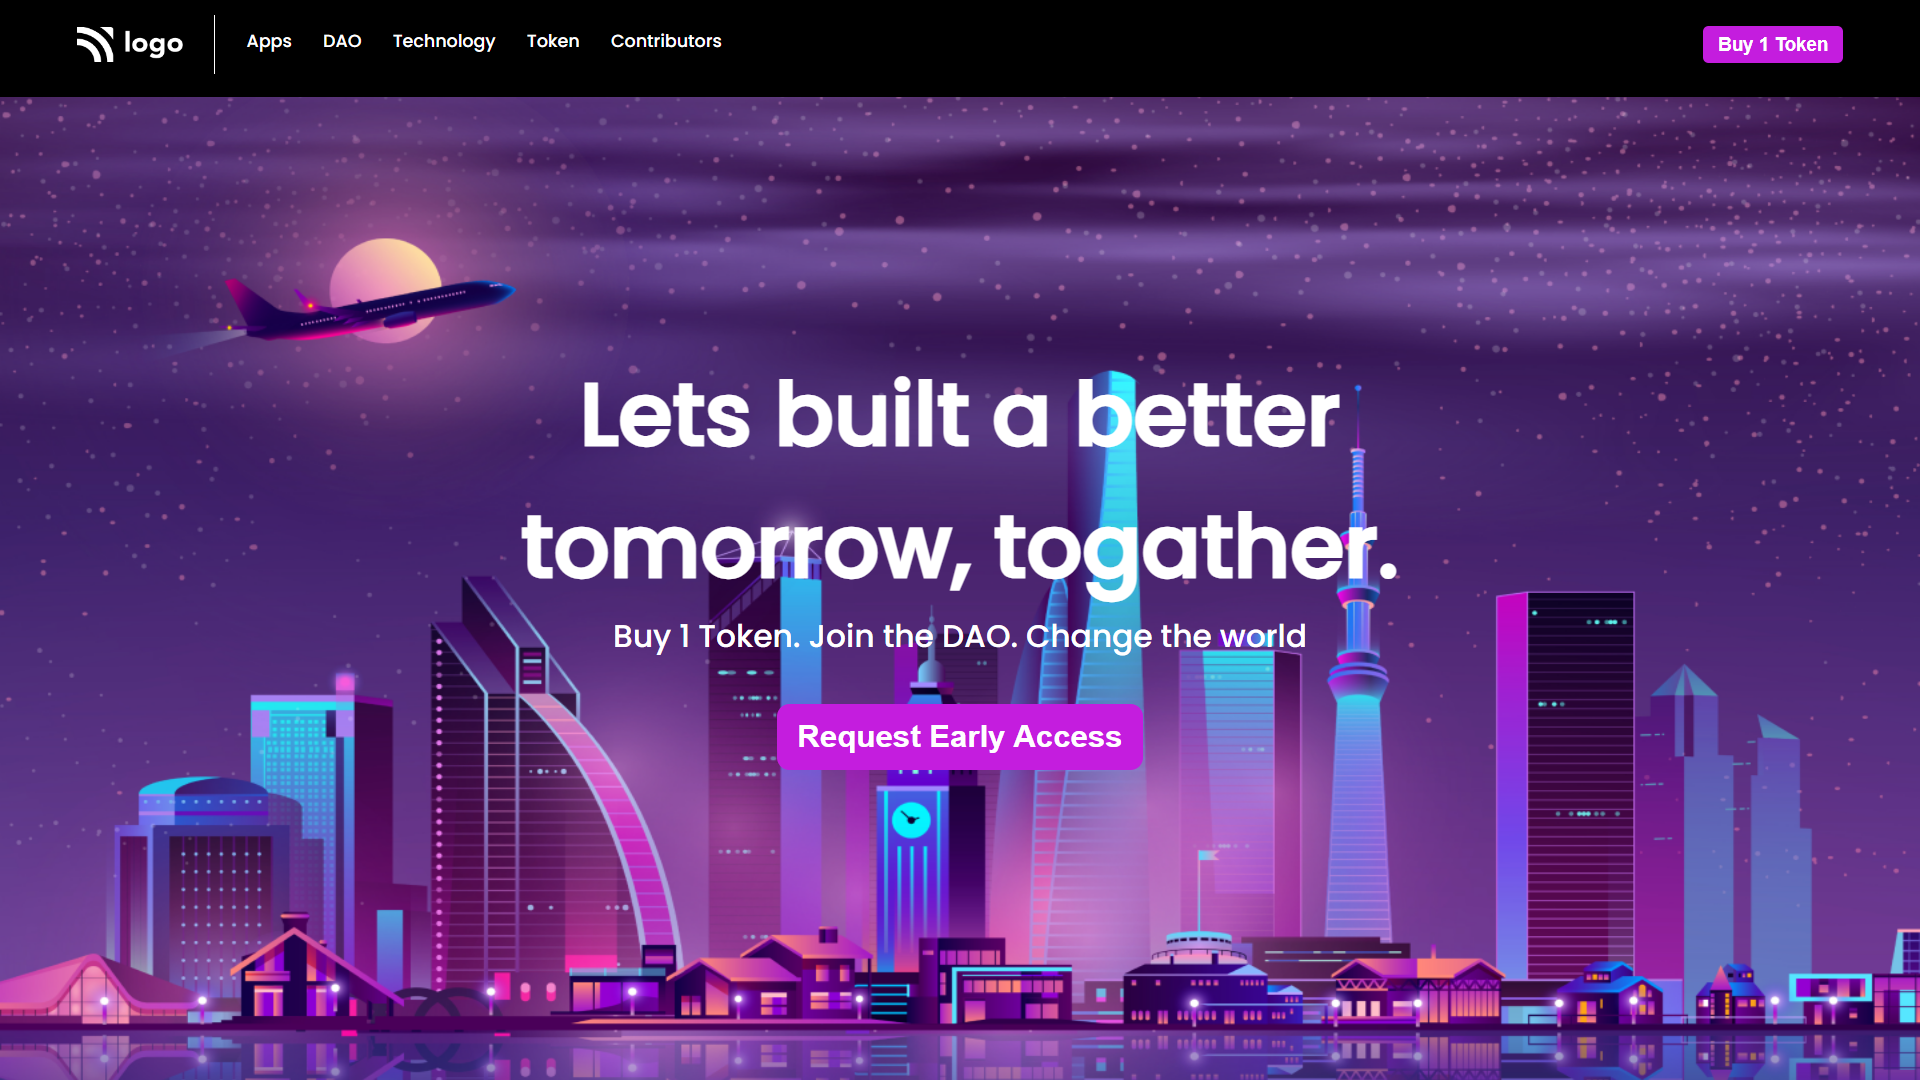 logo
Apps DAO Technology Token Contributors
Buy 1 Token
Lets built a better
tomorrow, togather.
Buy 1 Token. Join the DAO. Change the world
Request Early Access